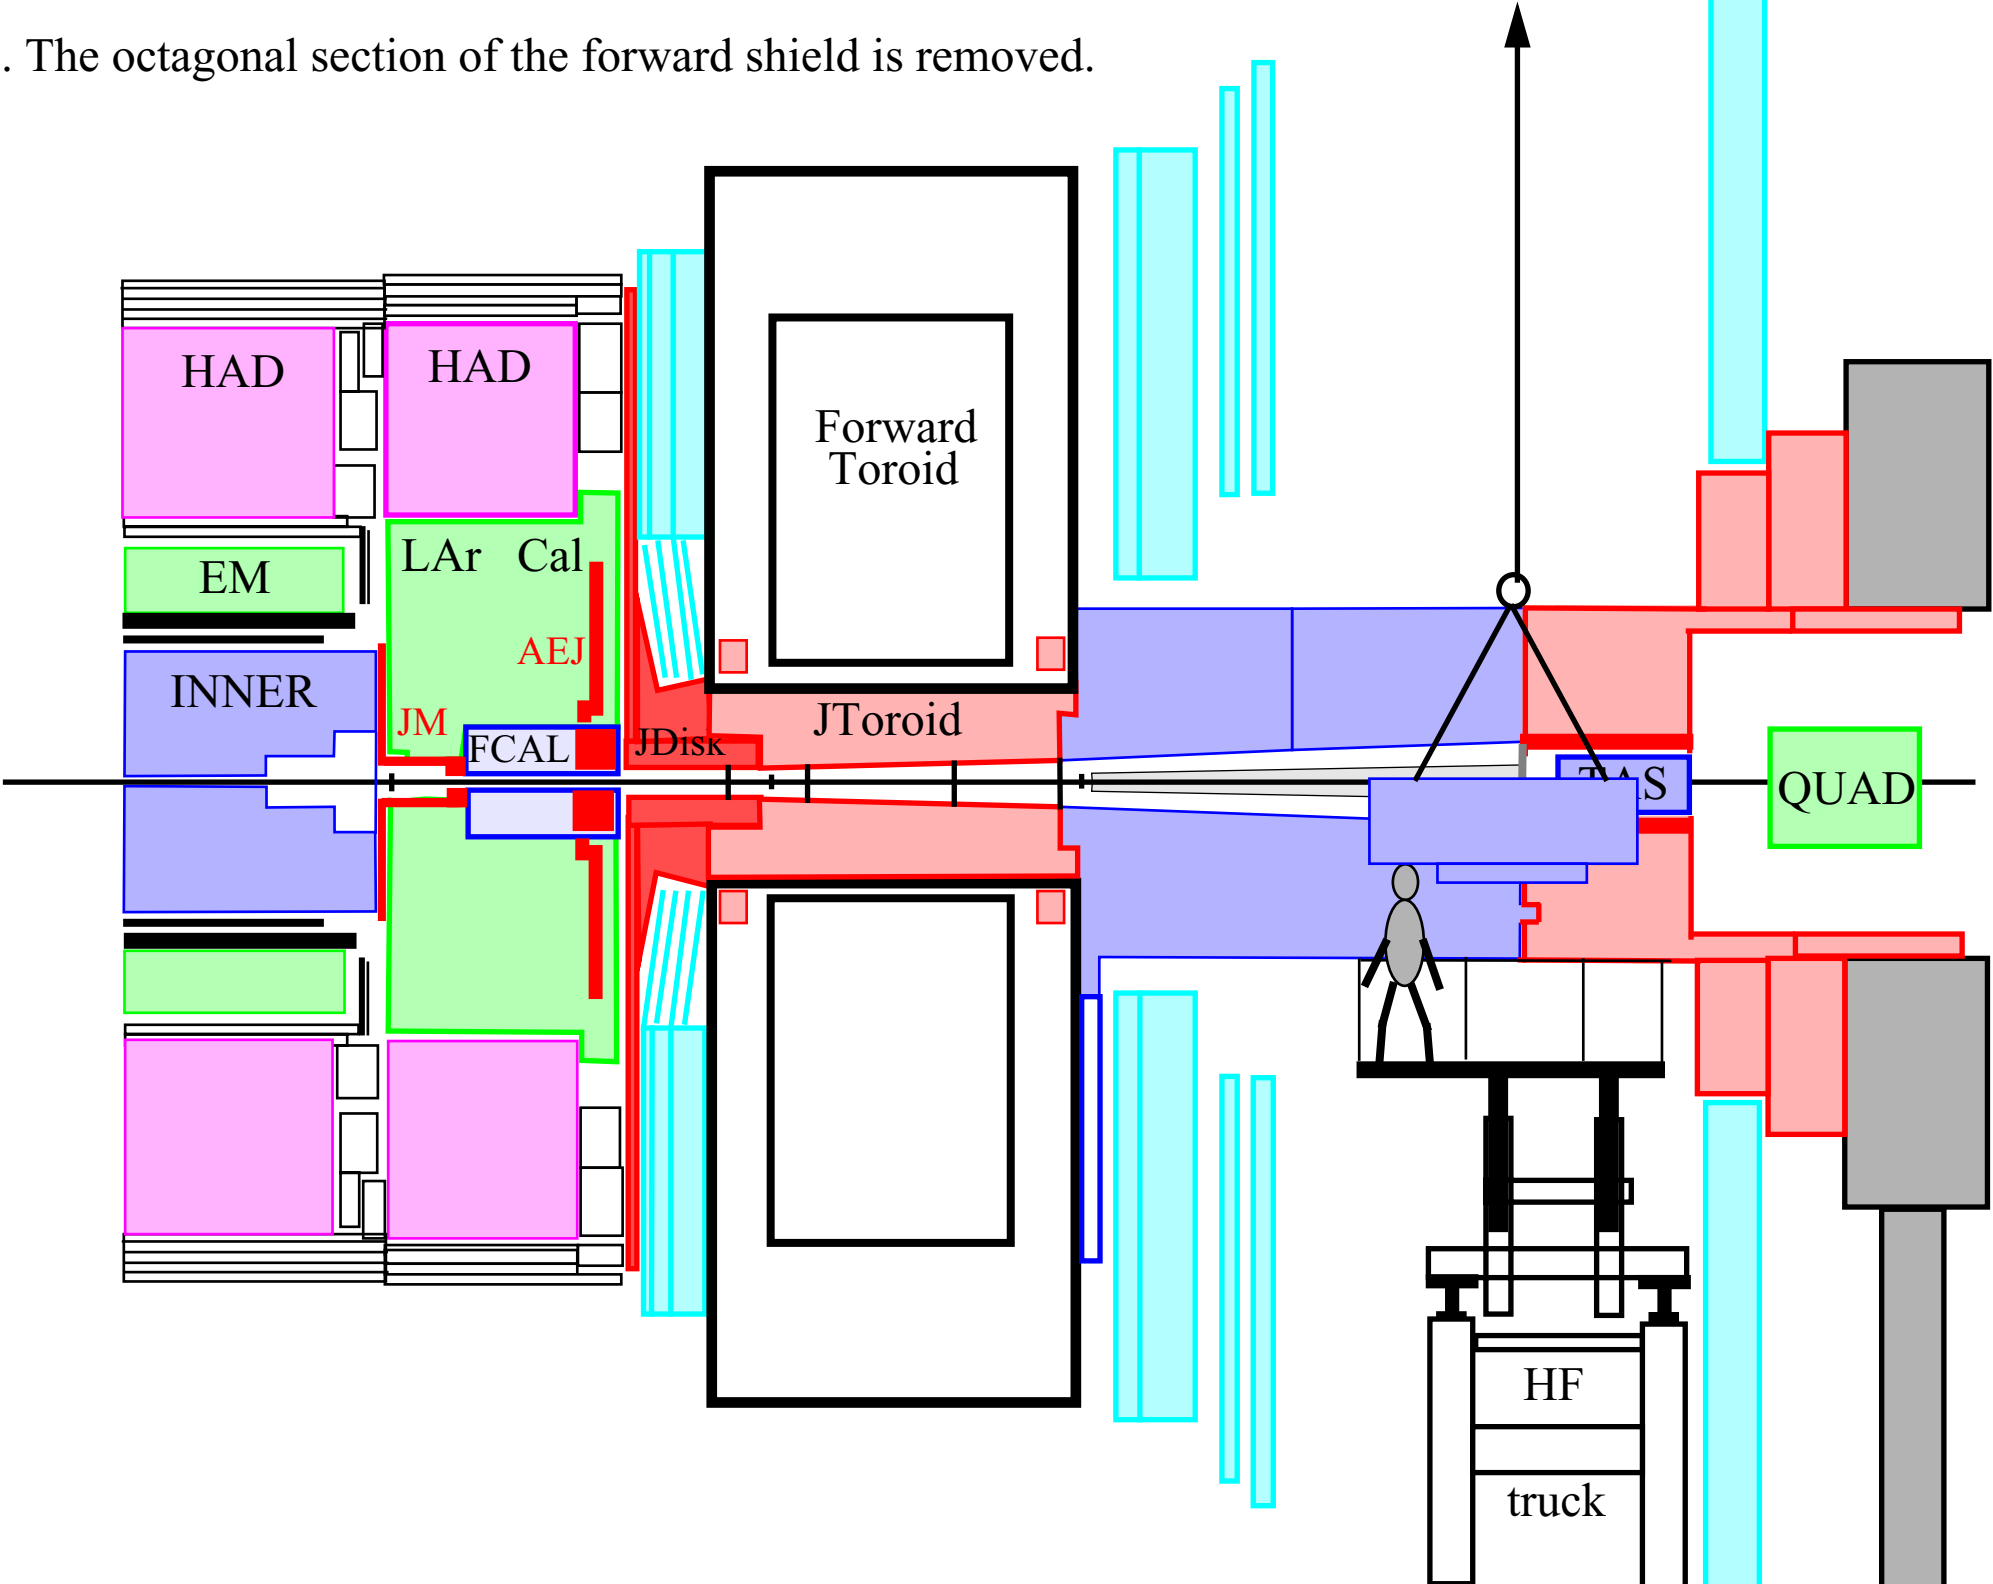 . The octagonal section of the forward shield is removed.
HAD
HAD
Forward
Toroid
LAr Cal
EM
AEJ
INNER
JM
JToroid
FCAL
JDisk
TAS
QUAD
HF
truck